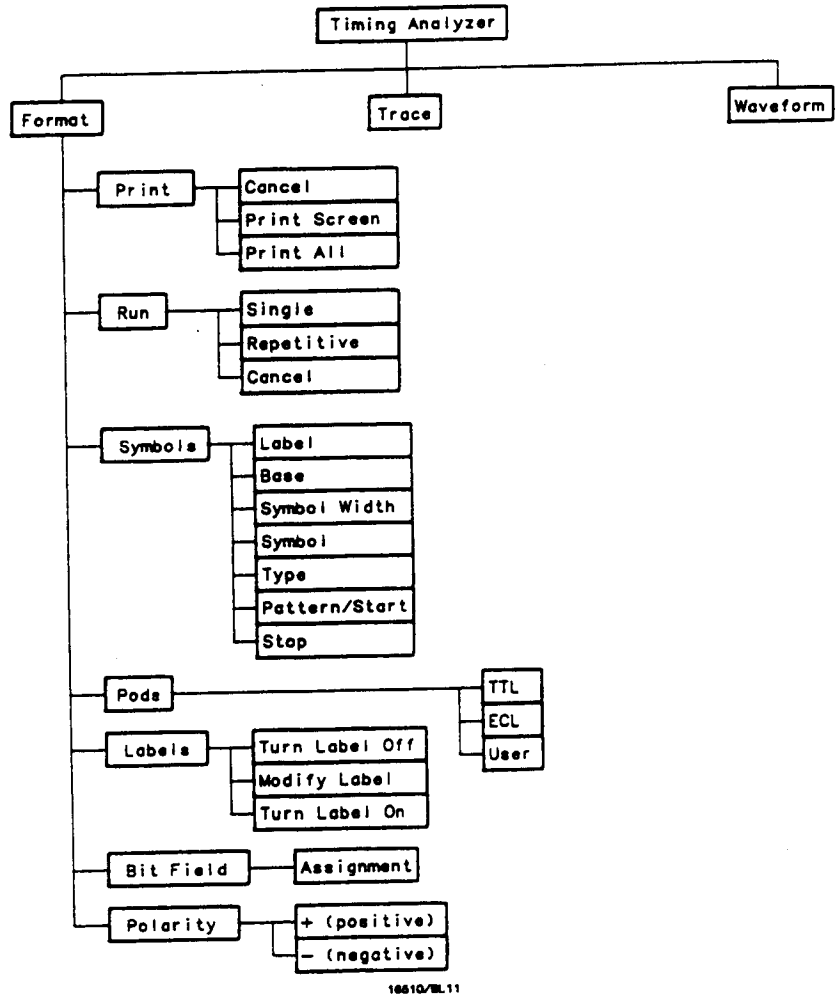 Timing Analyzer
Format
Trace
Waveform
Print
Cancel
Print Screen
Print All
Run
Single
Repetitive
Cancel
Symbols
Label
Base
Symbol Width
Symbol
Type
Pattern/Start
Stop
Pods
TTL
ECL
User
Labels
Turn Label Off
Modify Label
Turn Label On
Bit Field
Assignment
Polarity
+ (positive)
- (negative)
16510/BL11